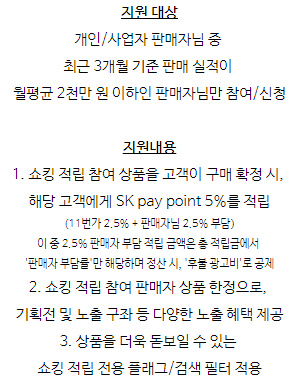 지원 대상
개인/사업자 판매자님 중
최근 3개월 기준 판매 실적이
월평균 2천만 원 이하인 판매자님만 참여/신청
지원내용
1. 쇼킹 적립 참여 상품을 고객이 구매 확정 시,
해당 고객에게 SK pay point 5%를 적립
(11번가 2.5% + 판매자님 2.5% 부담)
이 중 2.5% 판매자 부담 적립 금액은 총 적립금에서
'판매자 부담률'만 해당하며 정산 시, '후불 광고비'로 공제
2. 쇼킹 적립 참여 판매자 상품 한정으로,
기획전 및 노출 구좌 등 다양한 노출 혜택 제공
3. 상품을 더욱 돋보일 수 있는
쇼킹 적립 전용 플래그/검색 필터 적용